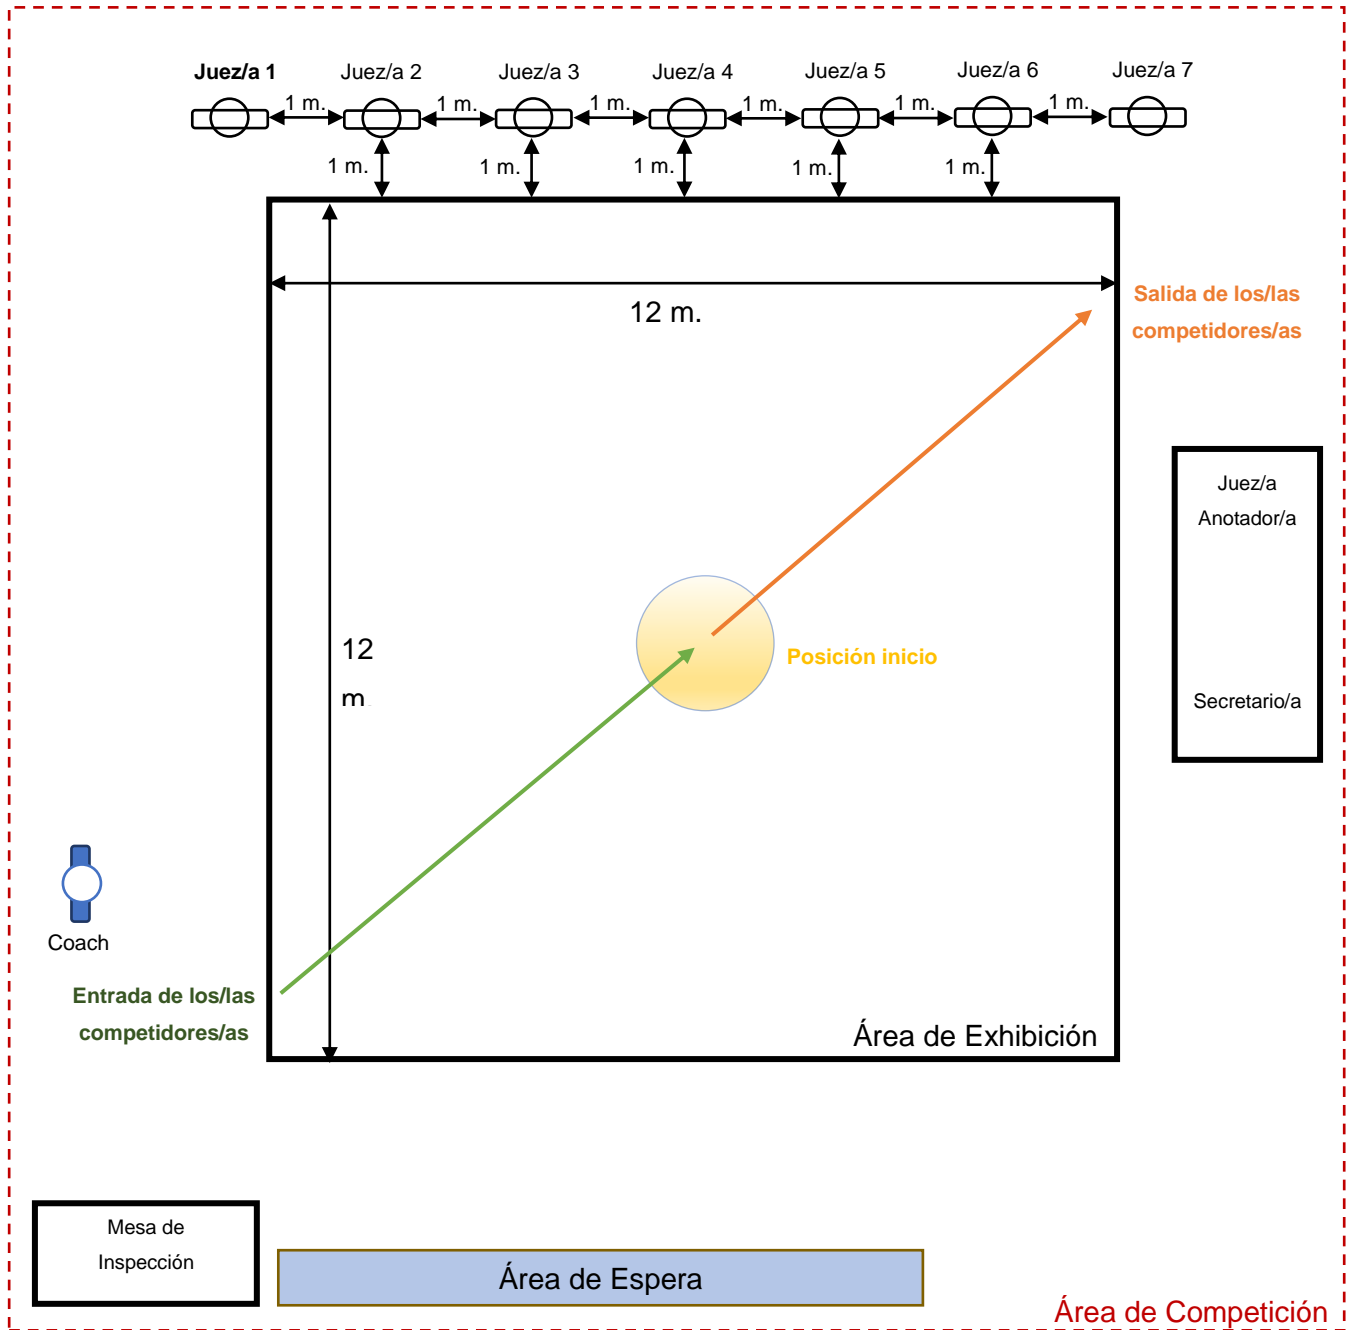 Juez/a 1 Juez/a 2 Juez/a 3 Juez/a 4 Juez/a 5 Juez/a 6 Juez/a 7
1 m. 1 m. 1 m. 1 m. 1 m. 1 m.
1 m. 1 m. 1 m. 1 m. 1 m.
12 m.
Salida de los/las
competidores/as
Juez/a
Anotador/a
12
m.
Posición inicio
Secretario/a
Coach
Entrada de los/las
competidores/as
Área de Exhibición
Mesa de
Inspección
Área de Espera
Área de Competición